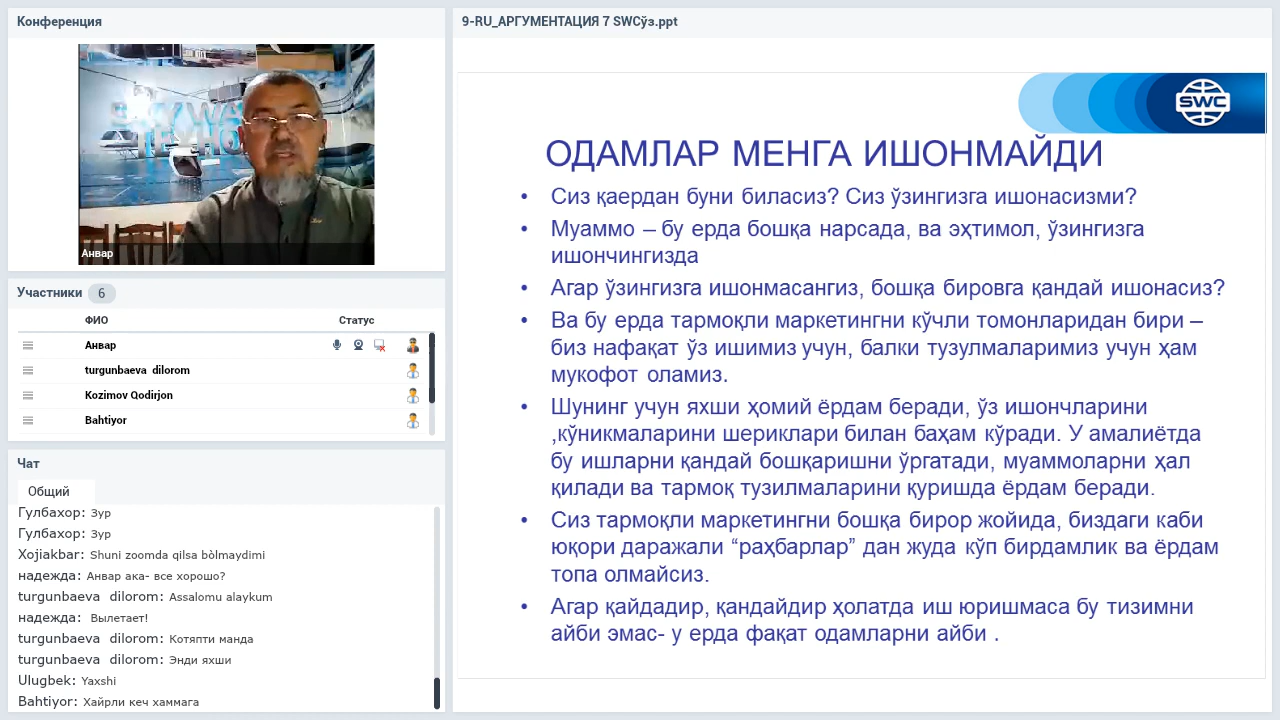 Конференция
SKYWAY
Анвар
Участники 6
ФИО Статус
Анвар
turgunbaeva dilorom
Kozimov Qodirjon
Bahtiyor
Чат
Общий
Гулбахор: Зур
Гулбахор: Зур
Xojiakbar: Shuni zoomda qilsa bòlmaydimi
надежда: Анвар ака- все хорошо?
turgunbaeva dilorom: Assalomu alaykum
надежда: Вылетает!
turgunbaeva dilorom: Котяпти манда
turgunbaeva dilorom: Энди яхши
Ulugbek: Yaxshi
Bahtiyor: Хайрли кеч хаммага
9-RU_АРГУМЕНТАЦИЯ 7 SWCўз.ppt
SWC
ОДАМЛАР МЕНГА ИШОНМАЙДИ
• Сиз қаердан буни биласиз? Сиз ўзингизга ишонасизми?
• Муаммо – бу ерда бошқа нарсада, ва эҳтимол, ўзингизга
ишончингизда
• Агар ўзингизга ишонмасангиз, бошқа бировга қандай ишонасиз?
• Ва бу ерда тармоқли маркетингни кўчли томонларидан бири –
биз нафақат ўз ишимиз учун, балки тузулмаларимиз учун ҳам
мукофот оламиз.
• Шунинг учун яхши ҳомий ёрдам беради, ўз ишончларини
,кўникмаларини шериклари билан баҳам кўради. У амалиётда
бу ишларни қандай бошқаришни ўргатади, муаммоларни ҳал
қилади ва тармоқ тузилмаларини қуришда ёрдам беради.
• Сиз тармоқли маркетингни бошқа бирор жойида, биздаги каби
юқори даражали “раҳбарлар” дан жуда кўп бирдамлик ва ёрдам
топа олмайсиз.
• Агар қайдадир, қандайдир ҳолатда иш юришмаса бу тизимни
айби эмас- у ерда фақат одамларни айби .